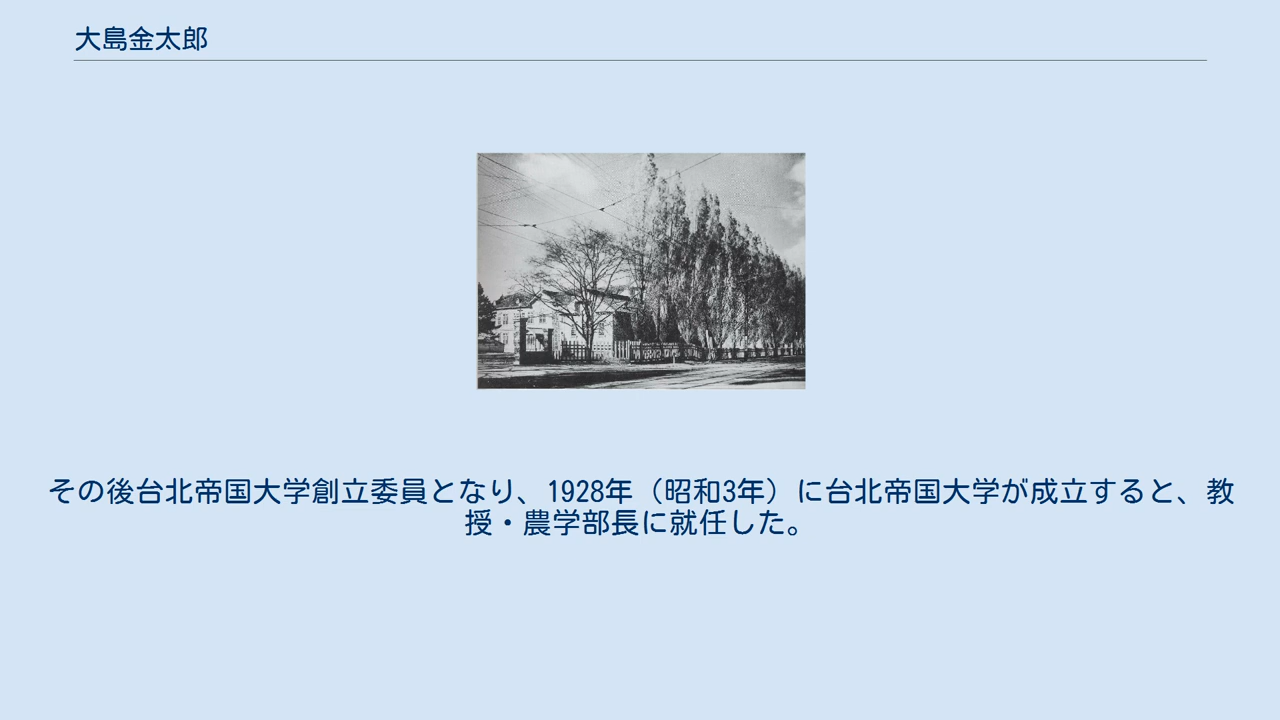 大島金太郎
その後台北帝国大学創立委員となり、1928年（昭和3年）に台北帝国大学が成立すると、教
授・農学部長に就任した。